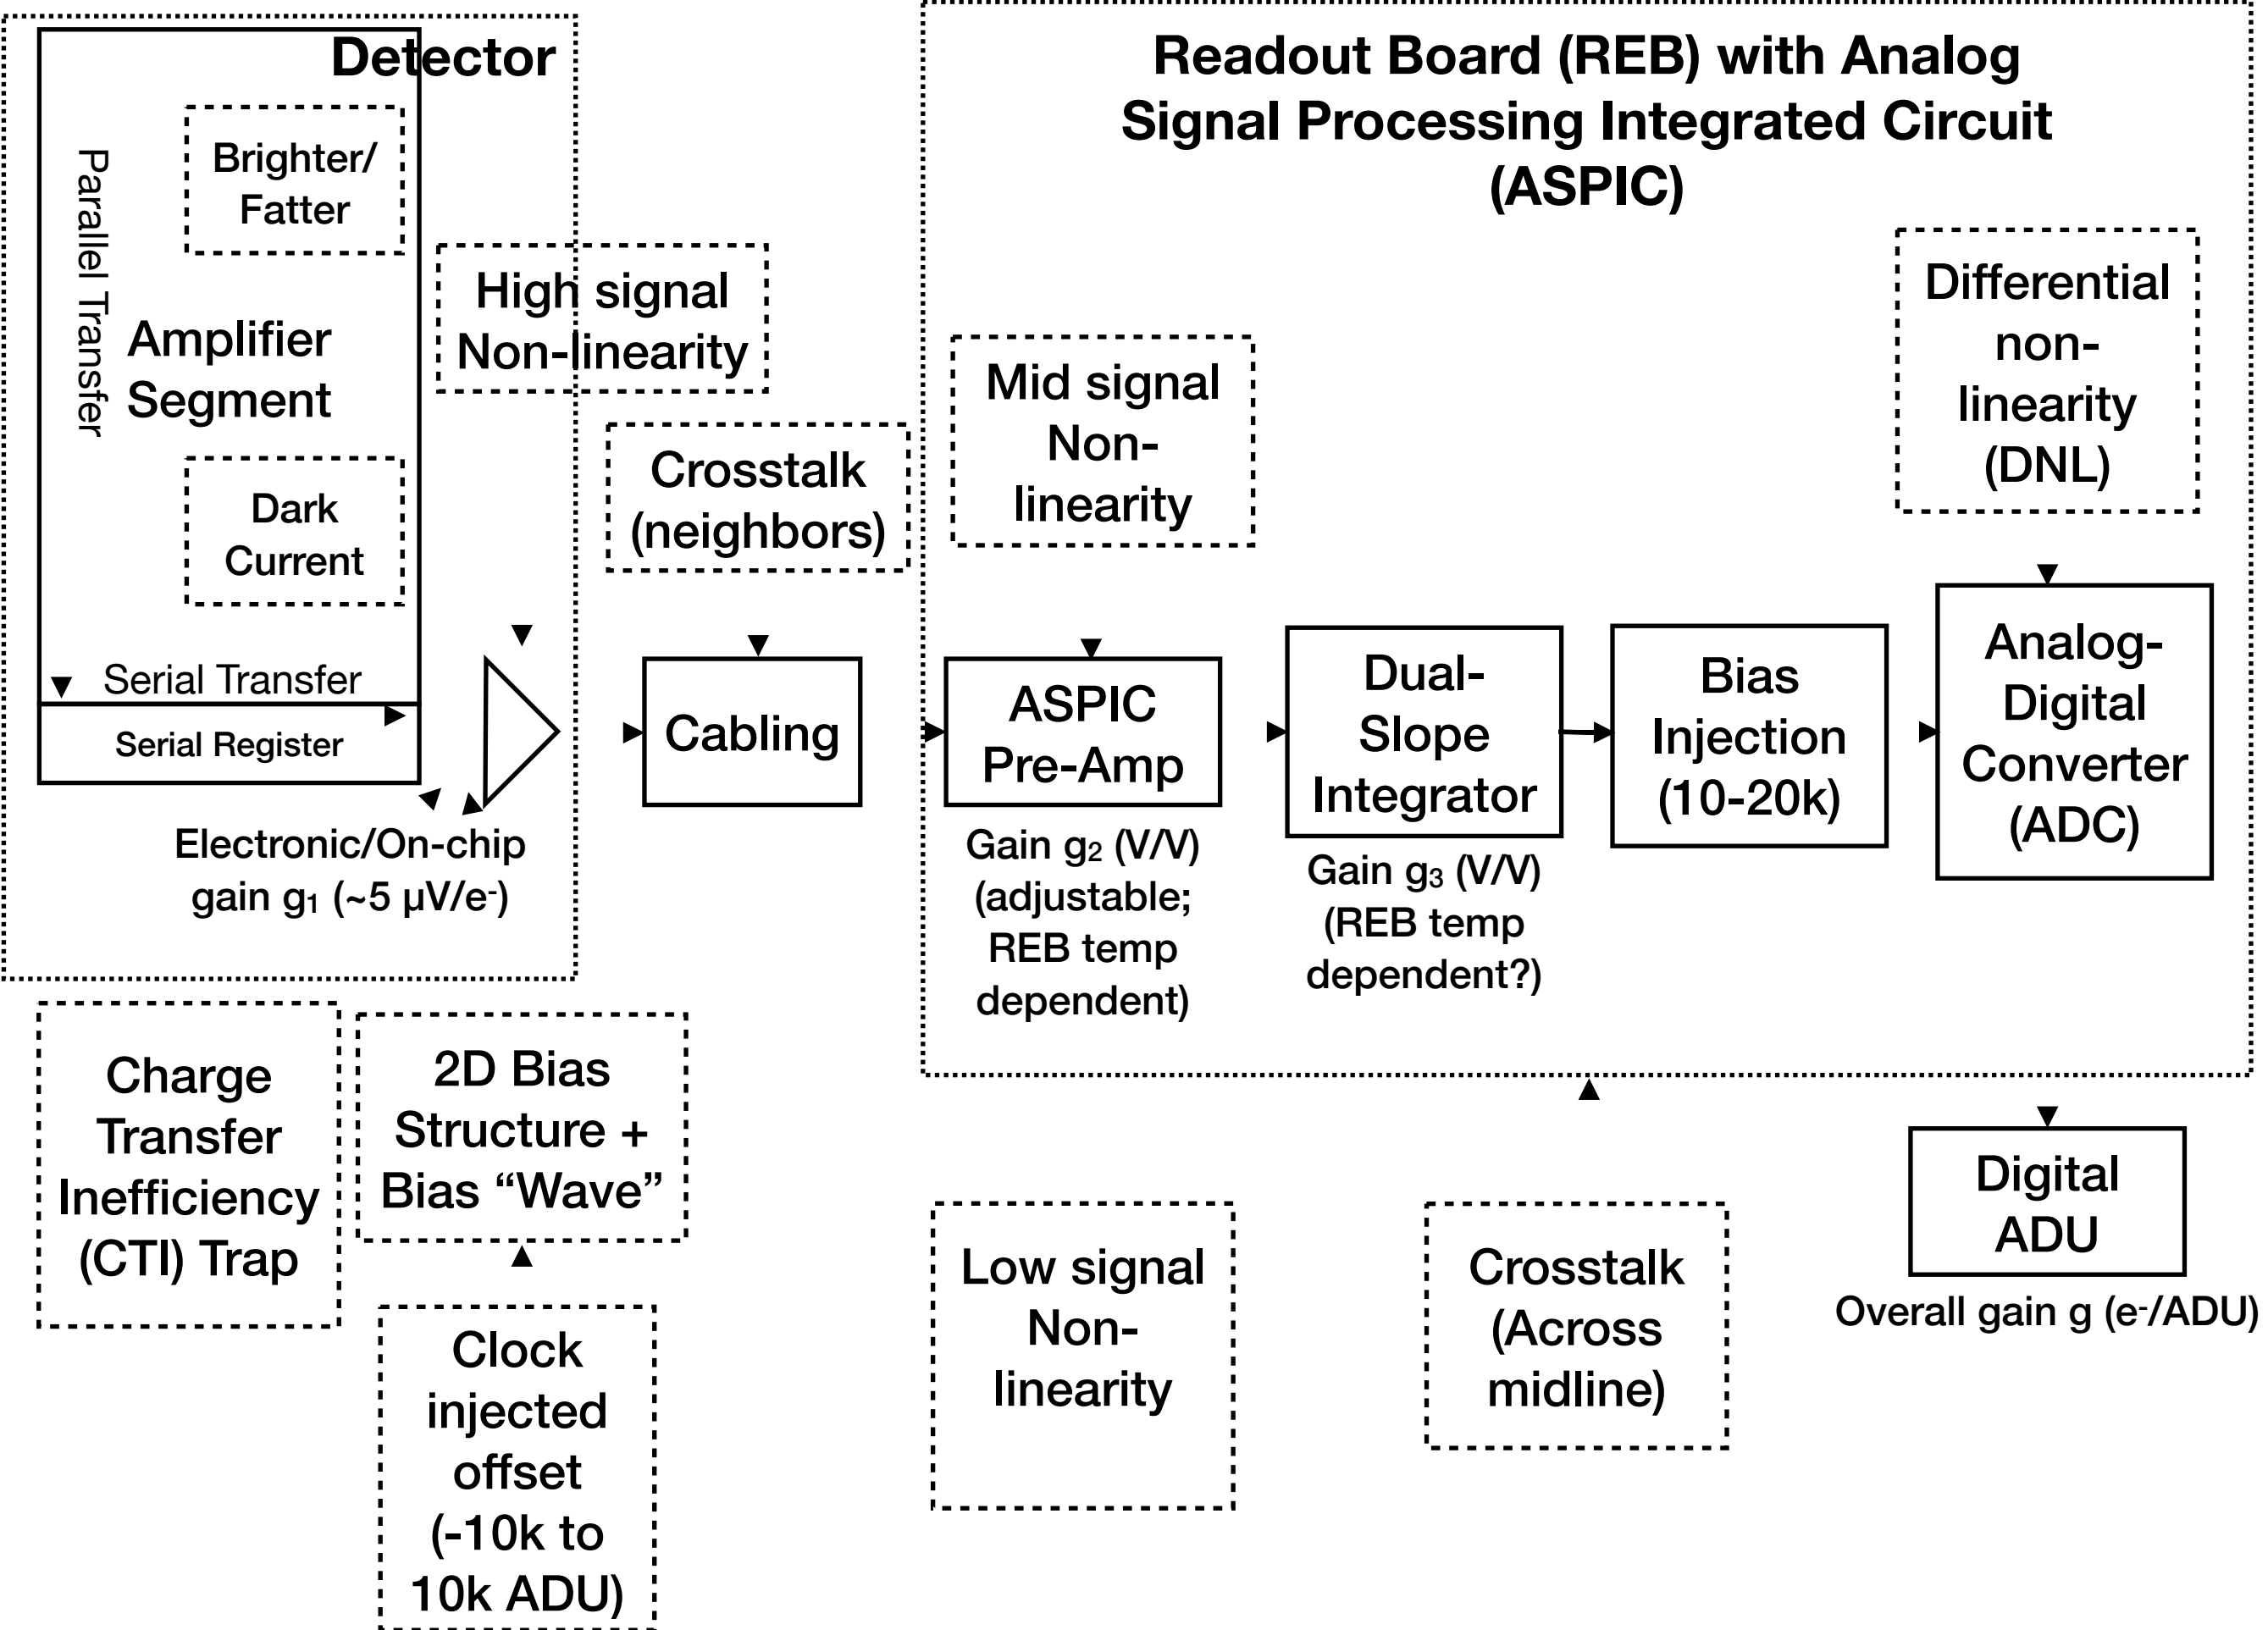 Detector
Brighter/
Fatter
Parallel Transfer
Amplifier
Segment
Dark
Current
Serial Transfer
Serial Register
Electronic/On-chip
gain g₁ (~5 µV/e⁻)
High signal
Non-linearity
Crosstalk
(neighbors)
Cabling
Readout Board (REB) with Analog
Signal Processing Integrated Circuit
(ASPIC)
Mid signal
Non-
linearity
ASPIC
Pre-Amp
Gain g₂ (V/V)
(adjustable;
REB temp
dependent)
Dual-
Slope
Integrator
Gain g₃ (V/V)
(REB temp
dependent?)
Bias
Injection
(10-20k)
Differential
non-
linearity
(DNL)
Analog-
Digital
Converter
(ADC)
Charge
Transfer
Inefficiency
(CTI) Trap
2D Bias
Structure +
Bias “Wave”
Clock
injected
offset
(-10k to
10k ADU)
Low signal
Non-
linearity
Crosstalk
(Across
midline)
Digital
ADU
Overall gain g (e⁻/ADU)